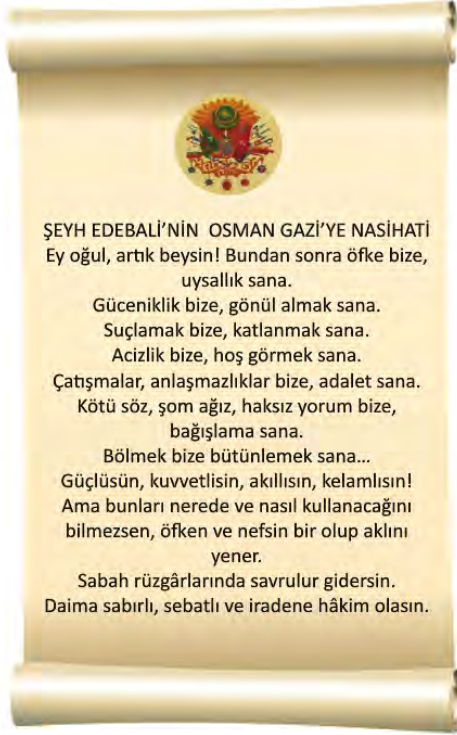 ŞEYH EDEBALİ’NİN OSMAN GAZİ’YE NASİHATİ
Ey oğul, artık beysin! Bundan sonra öfke bize,
uysallık sana.
Güceniklik bize, gönül almak sana.
Suçlamak bize, katlanmak sana.
Acizlik bize, hoş görmek sana.
Çatışmalar, anlaşmazlıklar bize, adalet sana.
Kötü söz, şom ağız, haksız yorum bize,
bağışlama sana.
Bölmek bize bütünlemek sana...
Güçlüsün, kuvvetlisin, akıllısın, kelamlısın!
Ama bunları nerede ve nasıl kullanacağını
bilmezsen, öfken ve nefsin bir olup aklını
yener.
Sabah rüzgârlarında savrulur gidersin.
Daima sabırlı, sebatlı ve iradene hâkim olasın.